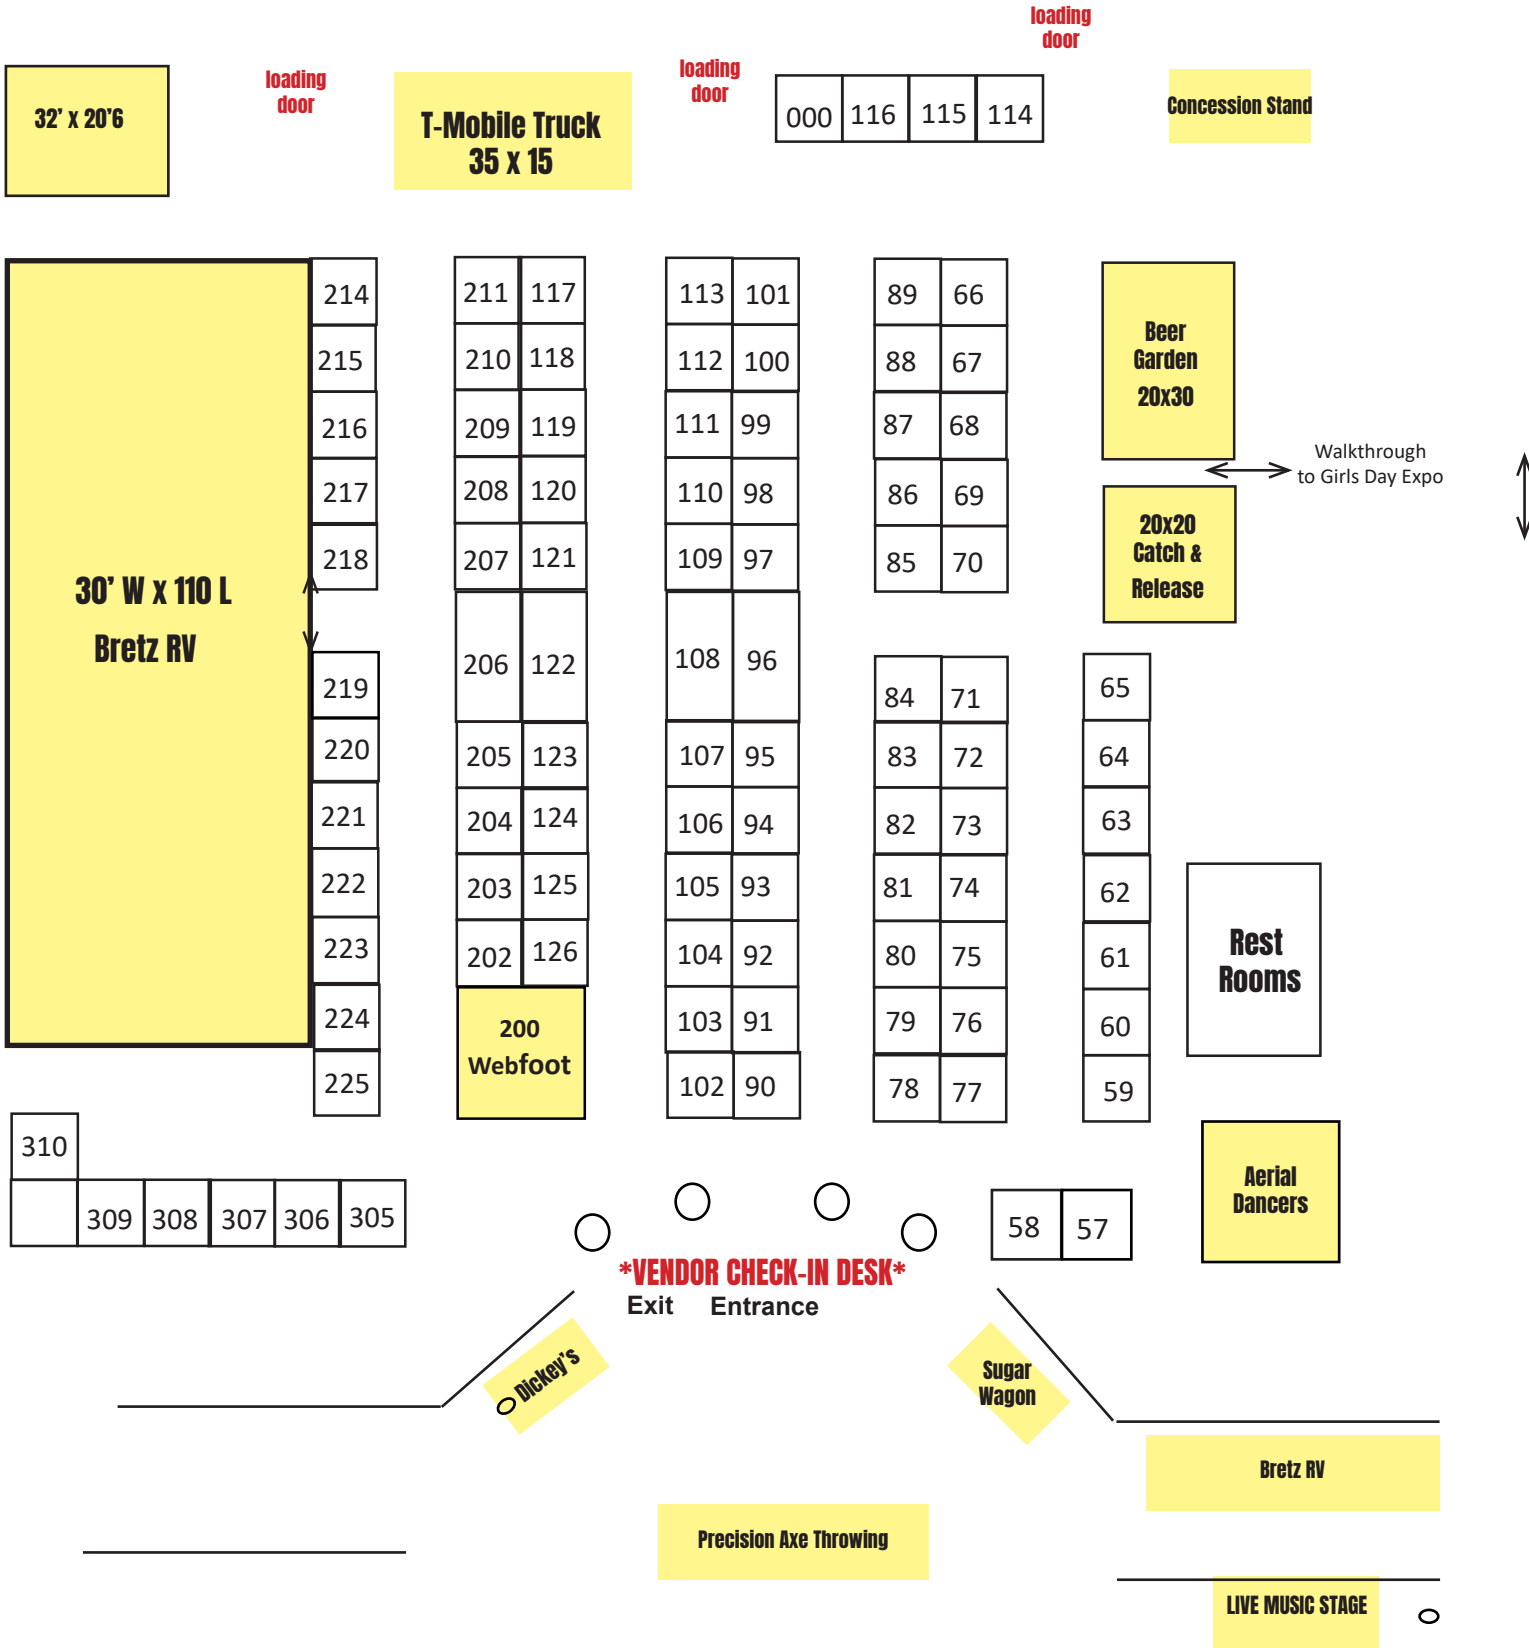 loading
door
loading
door
loading
door
32' x 20'6
T-Mobile Truck
35 x 15
000 116 115 114
Concession Stand
214 211 117 113 101 89 66
215 210 118 112 100 88 67
216 209 119 111 99 87 68
217 208 120 110 98 86 69
218 207 121 109 97 85 70
Beer
Garden
20x30
Walkthrough
to Girls Day Expo
20x20
Catch &
Release
30' W x 110 L
Bretz RV
206 122 108 96
219 84 71 65
220 205 123 107 95 83 72 64
221 204 124 106 94 82 73 63
222 203 125 105 93 81 74 62
223 202 126 104 92 80 75 61
224 103 91 79 76 60
225 102 90 78 77 59
200
Webfoot
Rest
Rooms
310
309 308 307 306 305
58 57
Aerial
Dancers
*VENDOR CHECK-IN DESK*
Exit Entrance
Dickey's
Sugar
Wagon
Bretz RV
Precision Axe Throwing
LIVE MUSIC STAGE